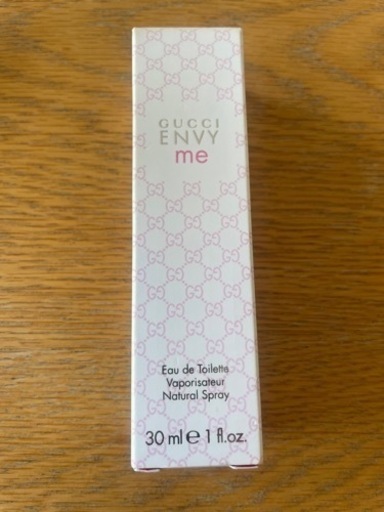 GUCCI
ENVY
me
Eau de Toilette
Vaporisateur
Natural Spray
30 ml e 1 fl.oz.